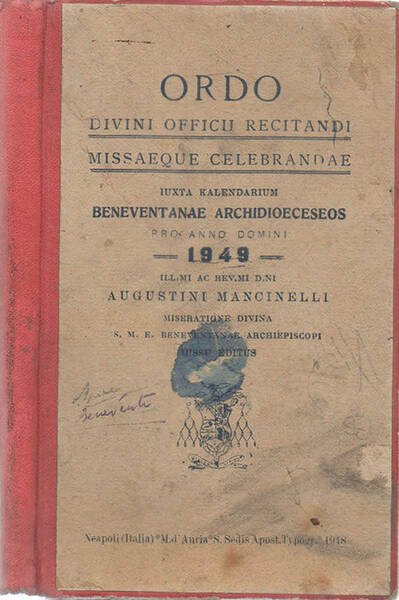 ORDO
DIVINI OFFICII RECITANDI
MISSAEQUE CELEBRANDAE
IUXTA KALENDARIUM
BENEVENTANAE ARCHIDIOECESEOS
PRO ANNO DOMINI
— 1949 —
ILL.MI AC REV.MI D.NI
AUGUSTINI MANCINELLI
MISERATIONE DIVINA
S. M. E. BENEVENTANAE ARCHIEPISCOPI
IUSSU EDITUS
Benevento
Neapoli (Italia) *M. d'Auria* S. Sedis Apost. Typogr. 1948